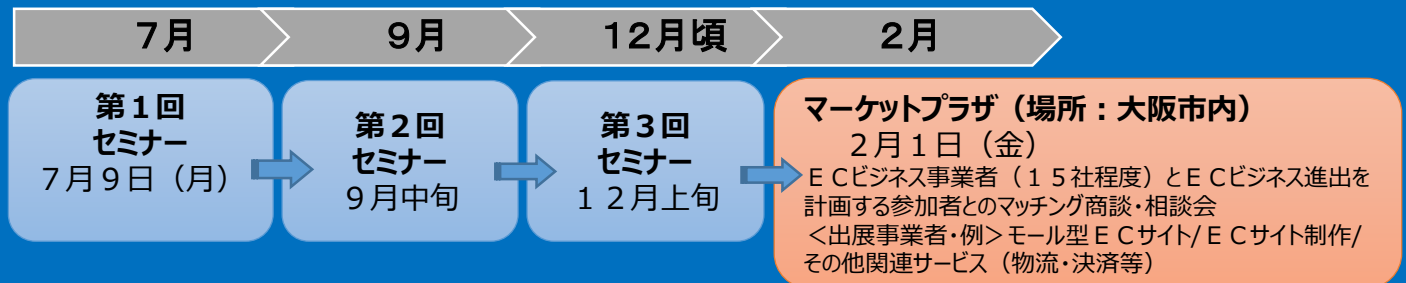 7月
9月
12月頃
2月
第1回
セミナー
7月9日（月）
第2回
セミナー
9月中旬
第3回
セミナー
12月上旬
マーケットプラザ（場所：大阪市内）
2月1日（金）
ＥＣビジネス事業者（１５社程度）とＥＣビジネス進出を
計画する参加者とのマッチング商談・相談会
＜出展事業者・例＞モール型ＥＣサイト/ＥＣサイト制作/
その他関連サービス（物流・決済等）